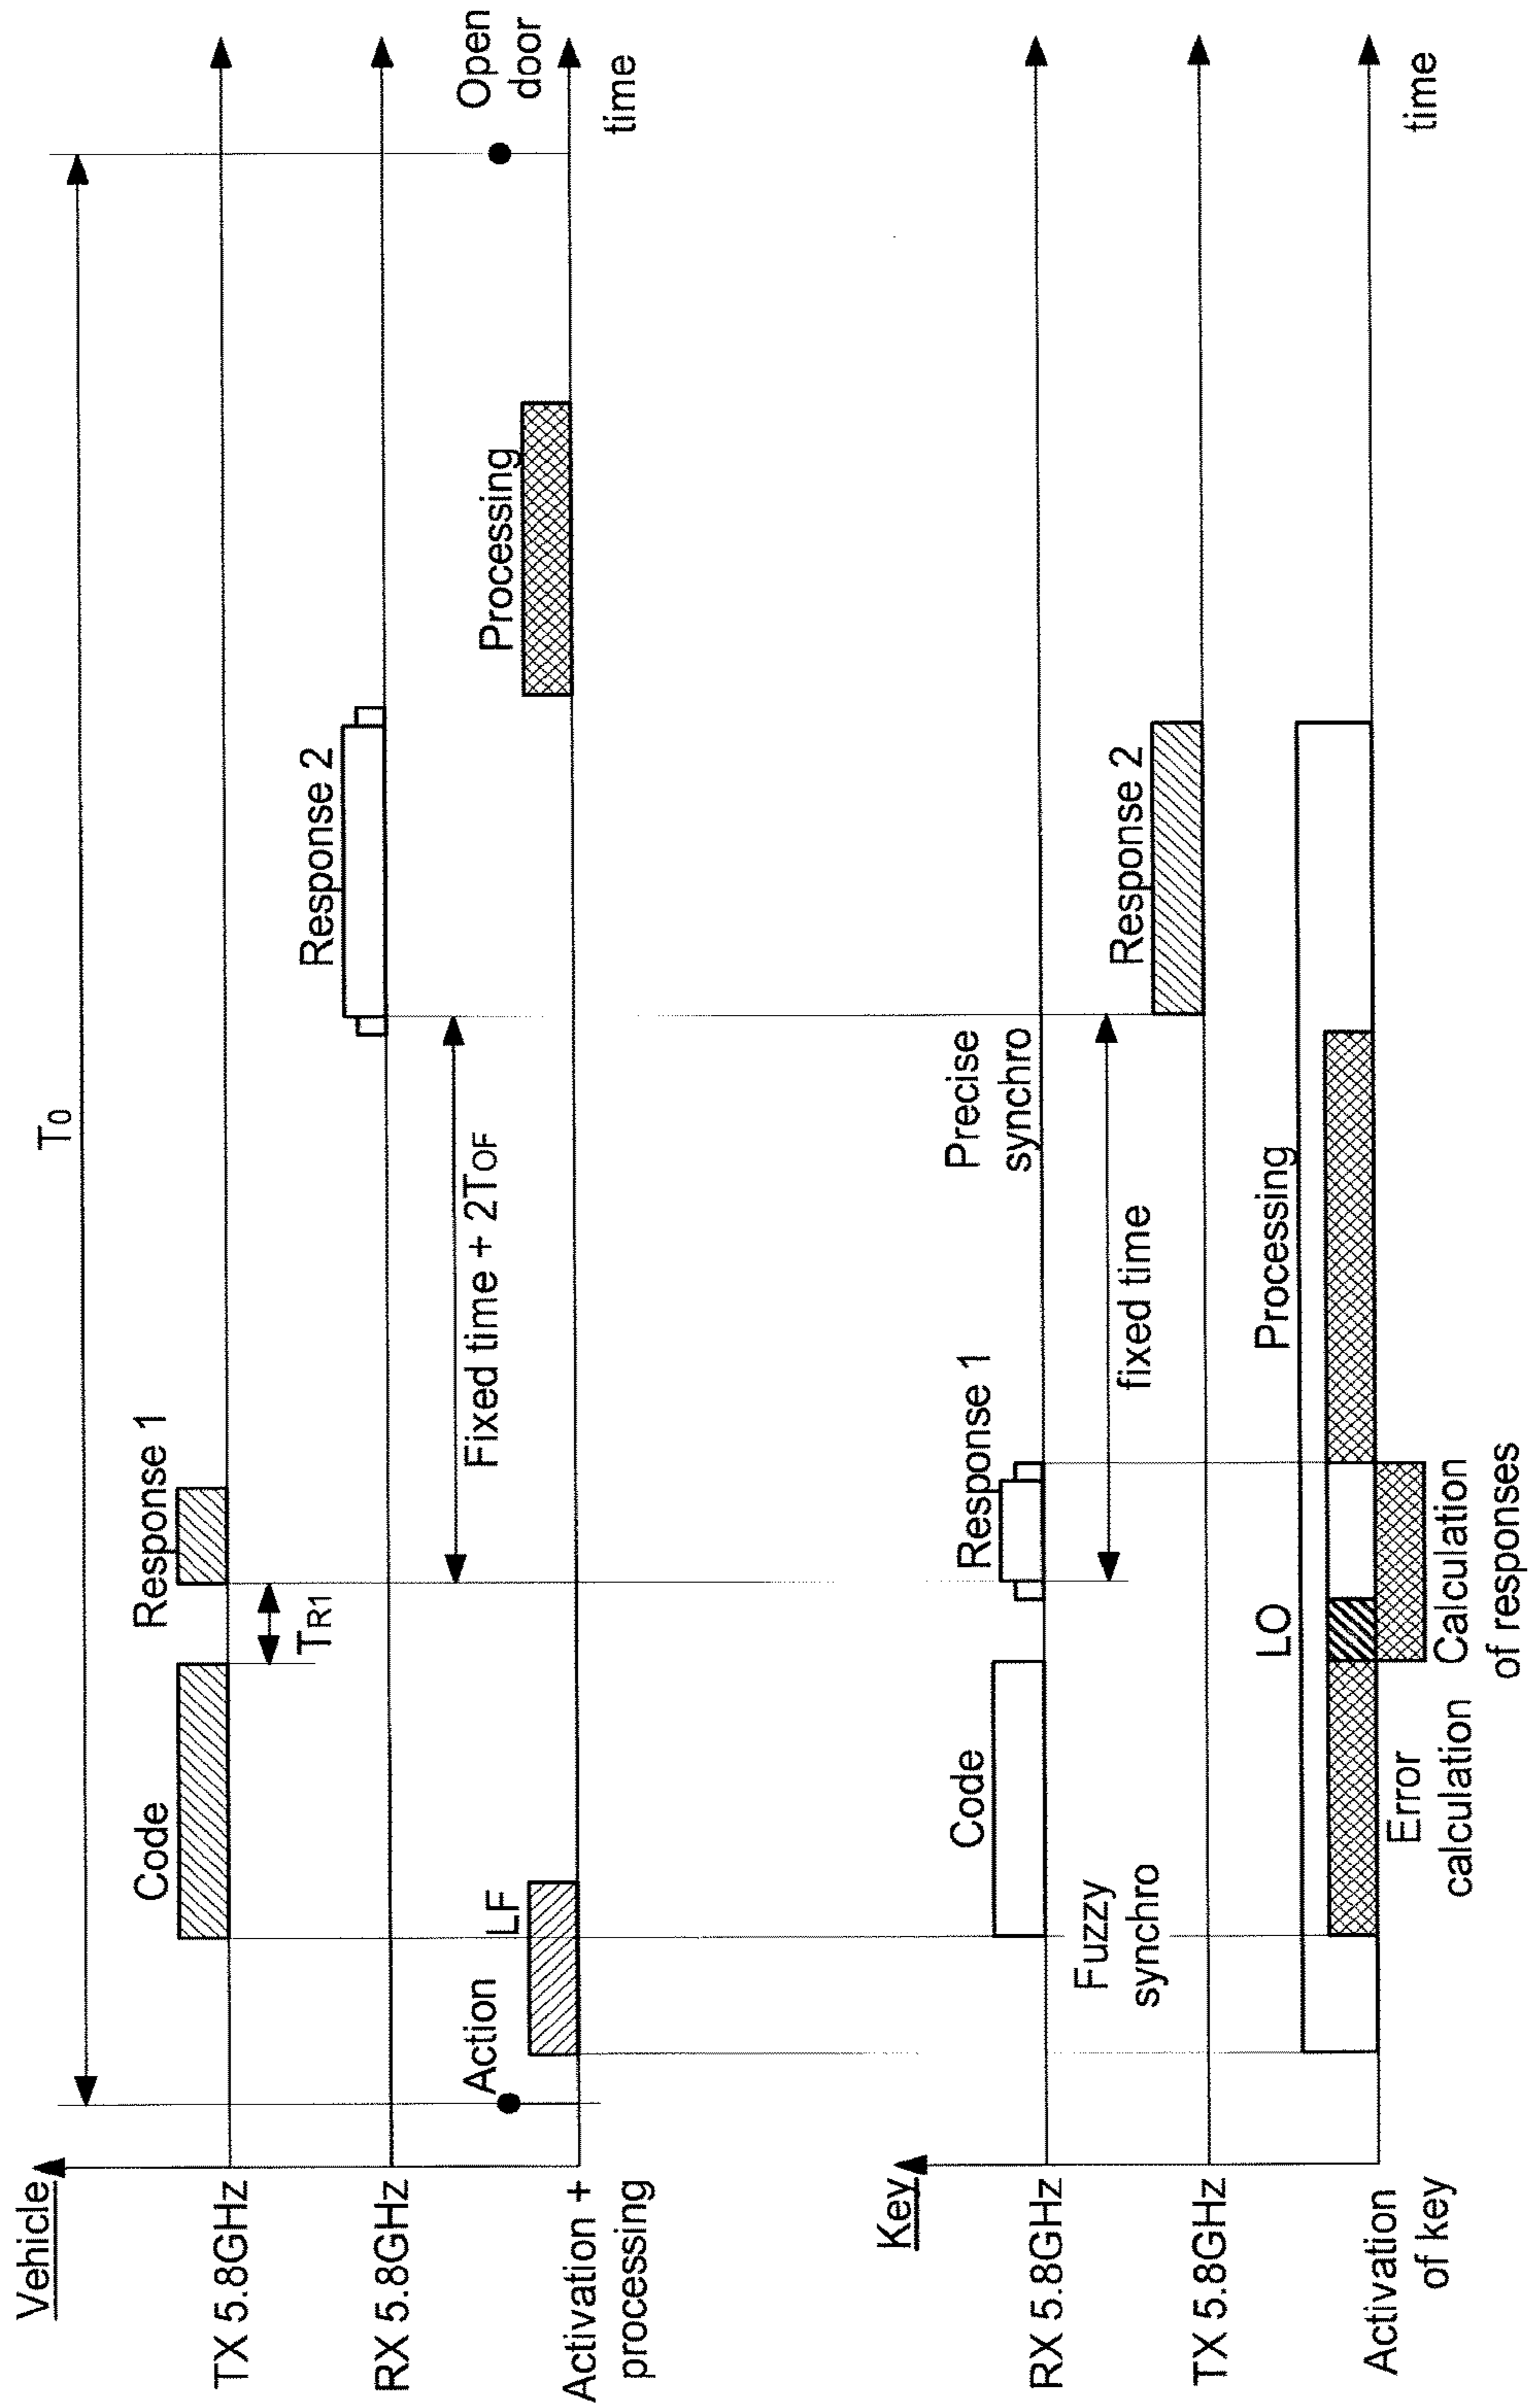 Vehicle
T0
TX 5.8GHz
Code
TR1
Response 1
RX 5.8GHz
Response 2
Fixed time + 2TOF
Activation +
processing
Action
LF
Processing
Open
door
time
Key
RX 5.8GHz
Code
Response 1
Precise
synchro
Fuzzy
synchro
fixed time
TX 5.8GHz
Response 2
Activation
of key
LO
Processing
Error
calculation
Calculation
of responses
time